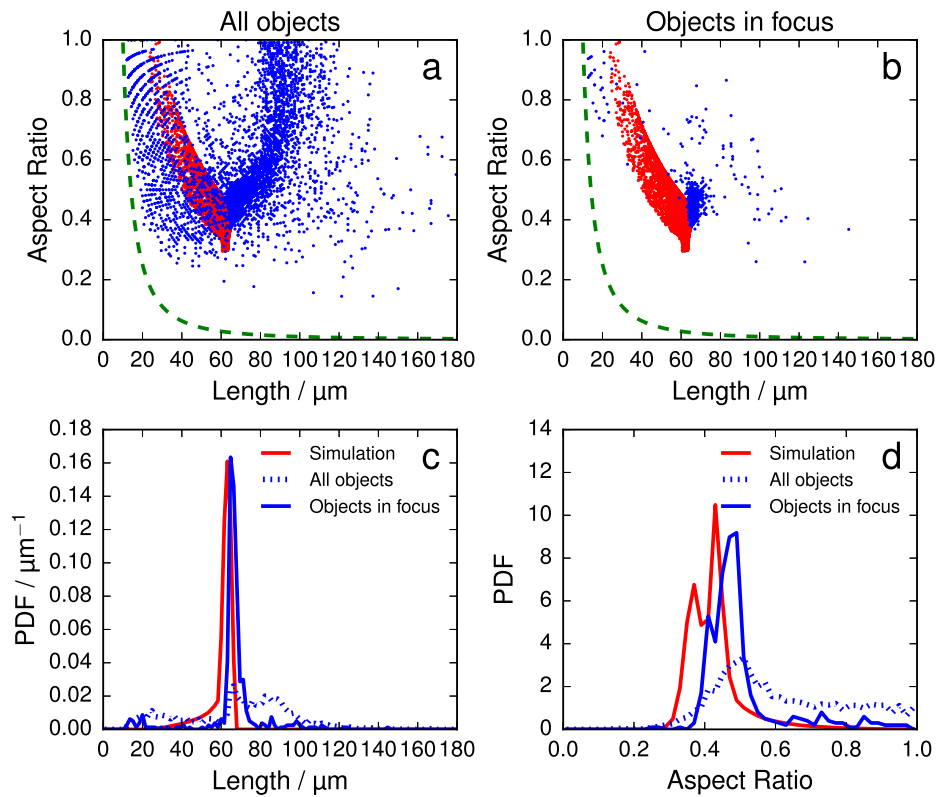 All objects
Objects in focus
1.0
0.8
0.6
0.4
0.2
0.0
Aspect Ratio
a
0 20 40 60 80 100 120 140 160 180
Length / μm
1.0
0.8
0.6
0.4
0.2
0.0
Aspect Ratio
b
0 20 40 60 80 100 120 140 160 180
Length / μm
0.18
0.16
0.14
0.12
0.10
0.08
0.06
0.04
0.02
0.00
PDF / μm⁻¹
Simulation
All objects
Objects in focus
c
0 20 40 60 80 100 120 140 160 180
Length / μm
14
12
10
8
6
4
2
0
PDF
Simulation
All objects
Objects in focus
d
0.0 0.2 0.4 0.6 0.8 1.0
Aspect Ratio